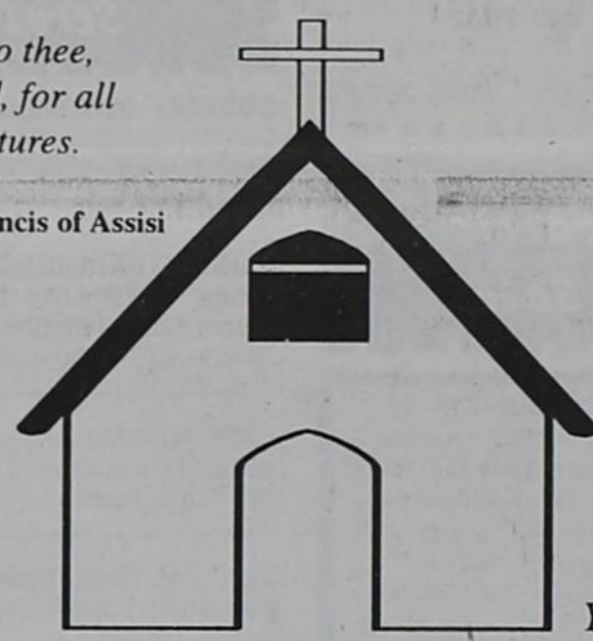 o thee,
, for all
tures.
ncis of Assisi